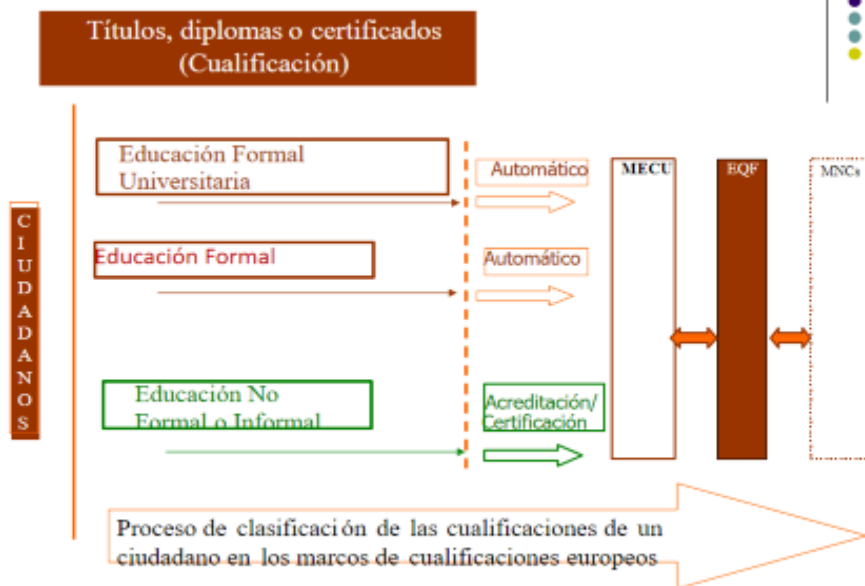 Títulos, diplomas o certificados
(Cualificación)
Educación Formal
Universitaria
Automático
MECU
EQF
MNCs
CIUDADANOS
Educación Formal
Automático
Educación No
Formal o Informal
Acreditación/
Certificación
Proceso de clasificación de las cualificaciones de un
ciudadano en los marcos de cualificaciones europeos